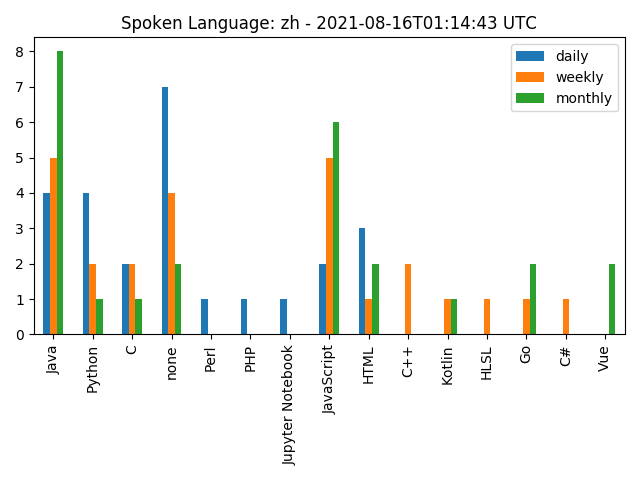 Spoken Language: zh - 2021-08-16T01:14:43 UTC
daily
weekly
monthly
8
7
6
5
4
3
2
1
0
Java
Python
C
none
Perl
PHP
Jupyter Notebook
JavaScript
HTML
C++
Kotlin
HLSL
Go
C#
Vue